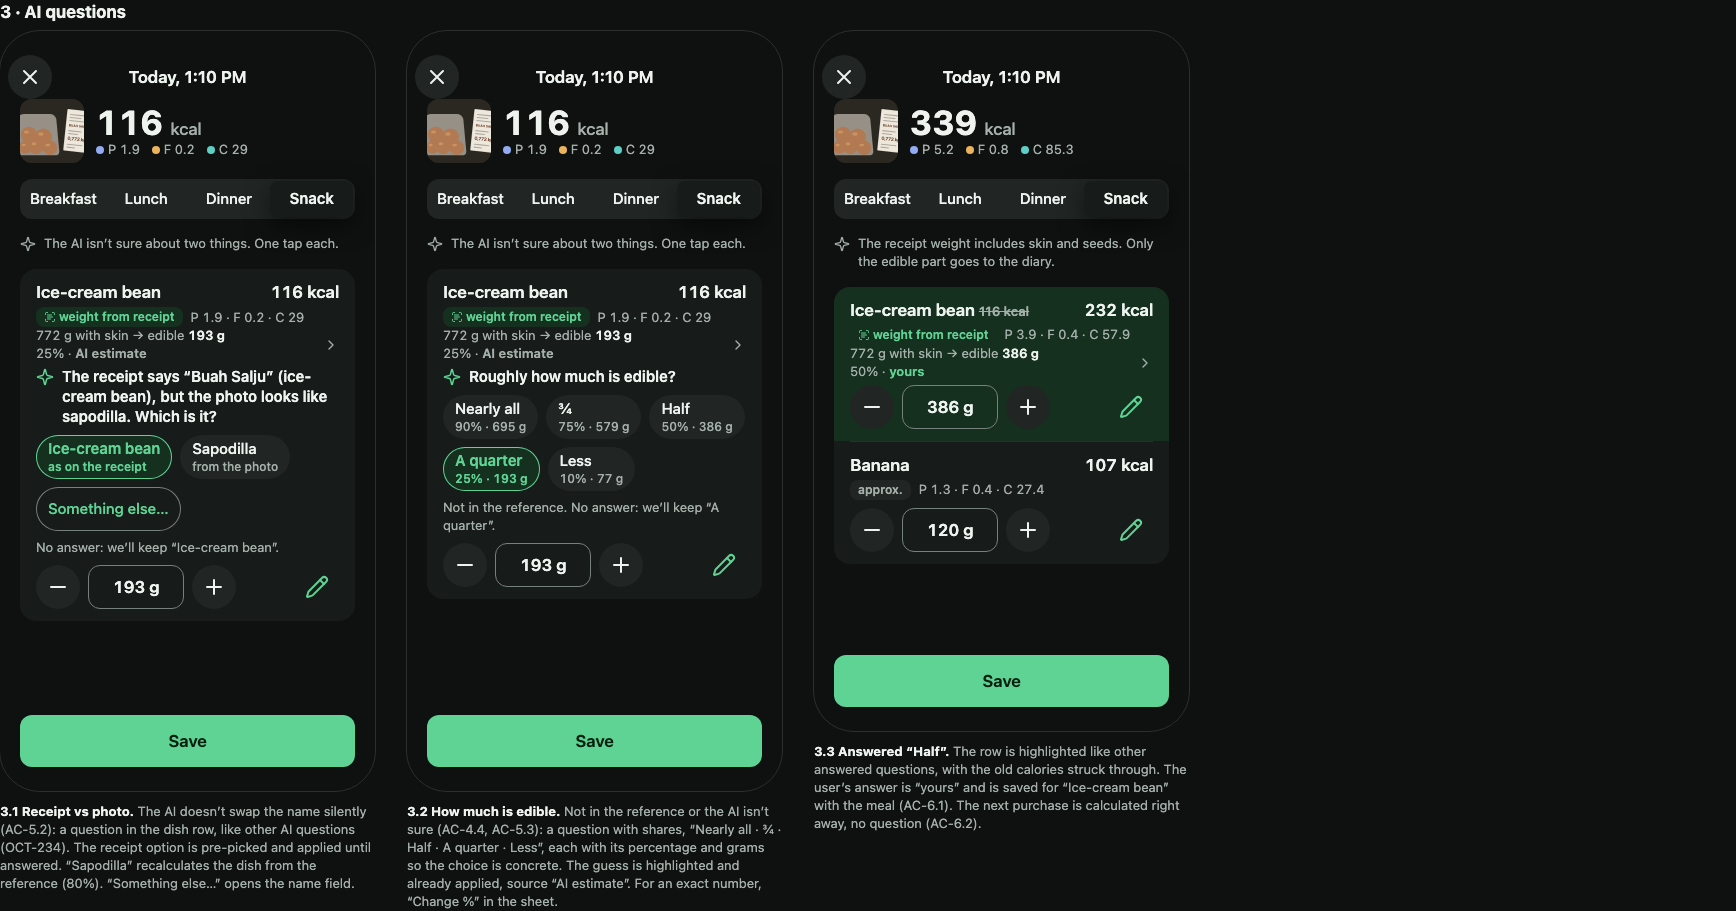 3 · AI questions
Today, 1:10 PM
116 kcal
P 1.9 F 0.2 C 29
Breakfast Lunch Dinner Snack
The AI isn’t sure about two things. One tap each.
Ice-cream bean 116 kcal
weight from receipt P 1.9 · F 0.2 · C 29
772 g with skin → edible 193 g
25% · AI estimate
The receipt says “Buah Salju” (ice-
cream bean), but the photo looks like
sapodilla. Which is it?
Ice-cream bean
as on the receipt
Sapodilla
from the photo
Something else...
No answer: we’ll keep “Ice-cream bean”.
− 193 g +
Save
3.1 Receipt vs photo. The AI doesn’t swap the name silently
(AC-5.2): a question in the dish row, like other AI questions
(OCT-234). The receipt option is pre-picked and applied until
answered. “Sapodilla” recalculates the dish from the
reference (80%). “Something else...” opens the name field.
Today, 1:10 PM
116 kcal
P 1.9 F 0.2 C 29
Breakfast Lunch Dinner Snack
The AI isn’t sure about two things. One tap each.
Ice-cream bean 116 kcal
weight from receipt P 1.9 · F 0.2 · C 29
772 g with skin → edible 193 g
25% · AI estimate
Roughly how much is edible?
Nearly all
90% · 695 g
¾
75% · 579 g
Half
50% · 386 g
A quarter
25% · 193 g
Less
10% · 77 g
Not in the reference. No answer: we’ll keep “A
quarter”.
− 193 g +
Save
3.2 How much is edible. Not in the reference or the AI isn’t
sure (AC-4.4, AC-5.3): a question with shares, “Nearly all · ¾ ·
Half · A quarter · Less”, each with its percentage and grams
so the choice is concrete. The guess is highlighted and
already applied, source “AI estimate”. For an exact number,
“Change %” in the sheet.
Today, 1:10 PM
339 kcal
P 5.2 F 0.8 C 85.3
Breakfast Lunch Dinner Snack
The receipt weight includes skin and seeds. Only
the edible part goes to the diary.
Ice-cream bean 116 kcal 232 kcal
weight from receipt P 3.9 · F 0.4 · C 57.9
772 g with skin → edible 386 g
50% · yours
− 386 g +
Banana 107 kcal
approx. P 1.3 · F 0.4 · C 27.4
− 120 g +
Save
3.3 Answered “Half”. The row is highlighted like other
answered questions, with the old calories struck through. The
user’s answer is “yours” and is saved for “Ice-cream bean”
with the meal (AC-6.1). The next purchase is calculated right
away, no question (AC-6.2).